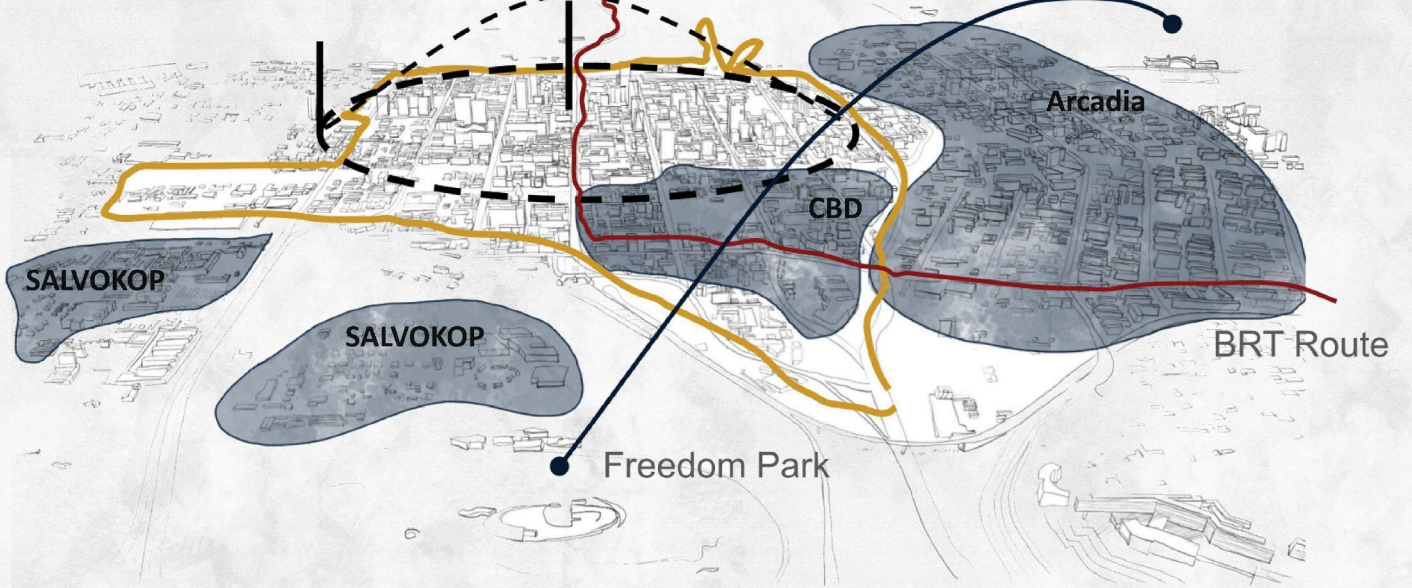 Arcadia
CBD
SALVOKOP
SALVOKOP
BRT Route
Freedom Park